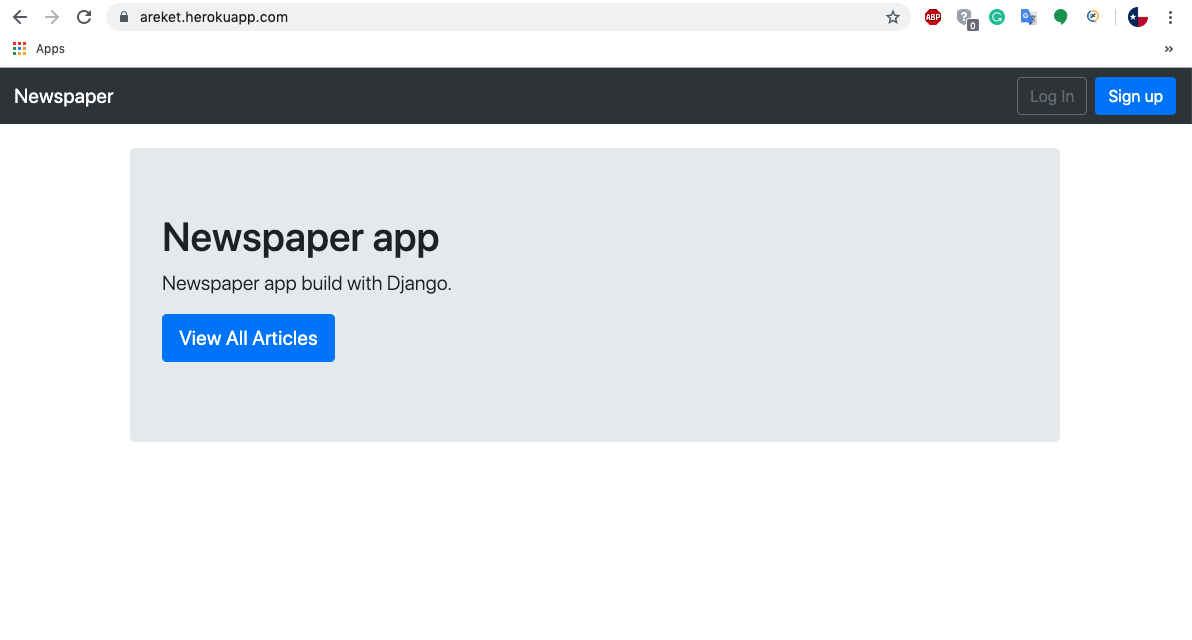 areket.herokuapp.com
ABP
0
Apps
Newspaper
Log In
Sign up
Newspaper app
Newspaper app build with Django.
View All Articles